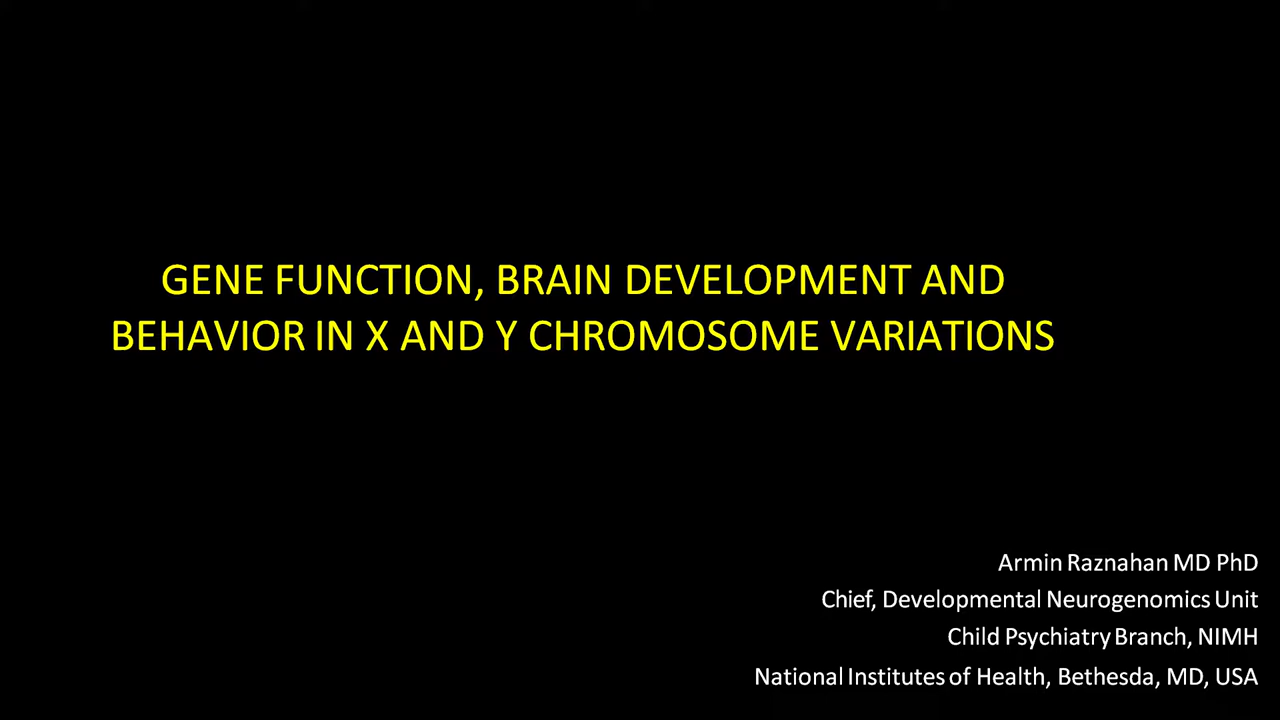 GENE FUNCTION, BRAIN DEVELOPMENT AND
BEHAVIOR IN X AND Y CHROMOSOME VARIATIONS
Armin Raznahan MD PhD
Chief, Developmental Neurogenomics Unit
Child Psychiatry Branch, NIMH
National Institutes of Health, Bethesda, MD, USA